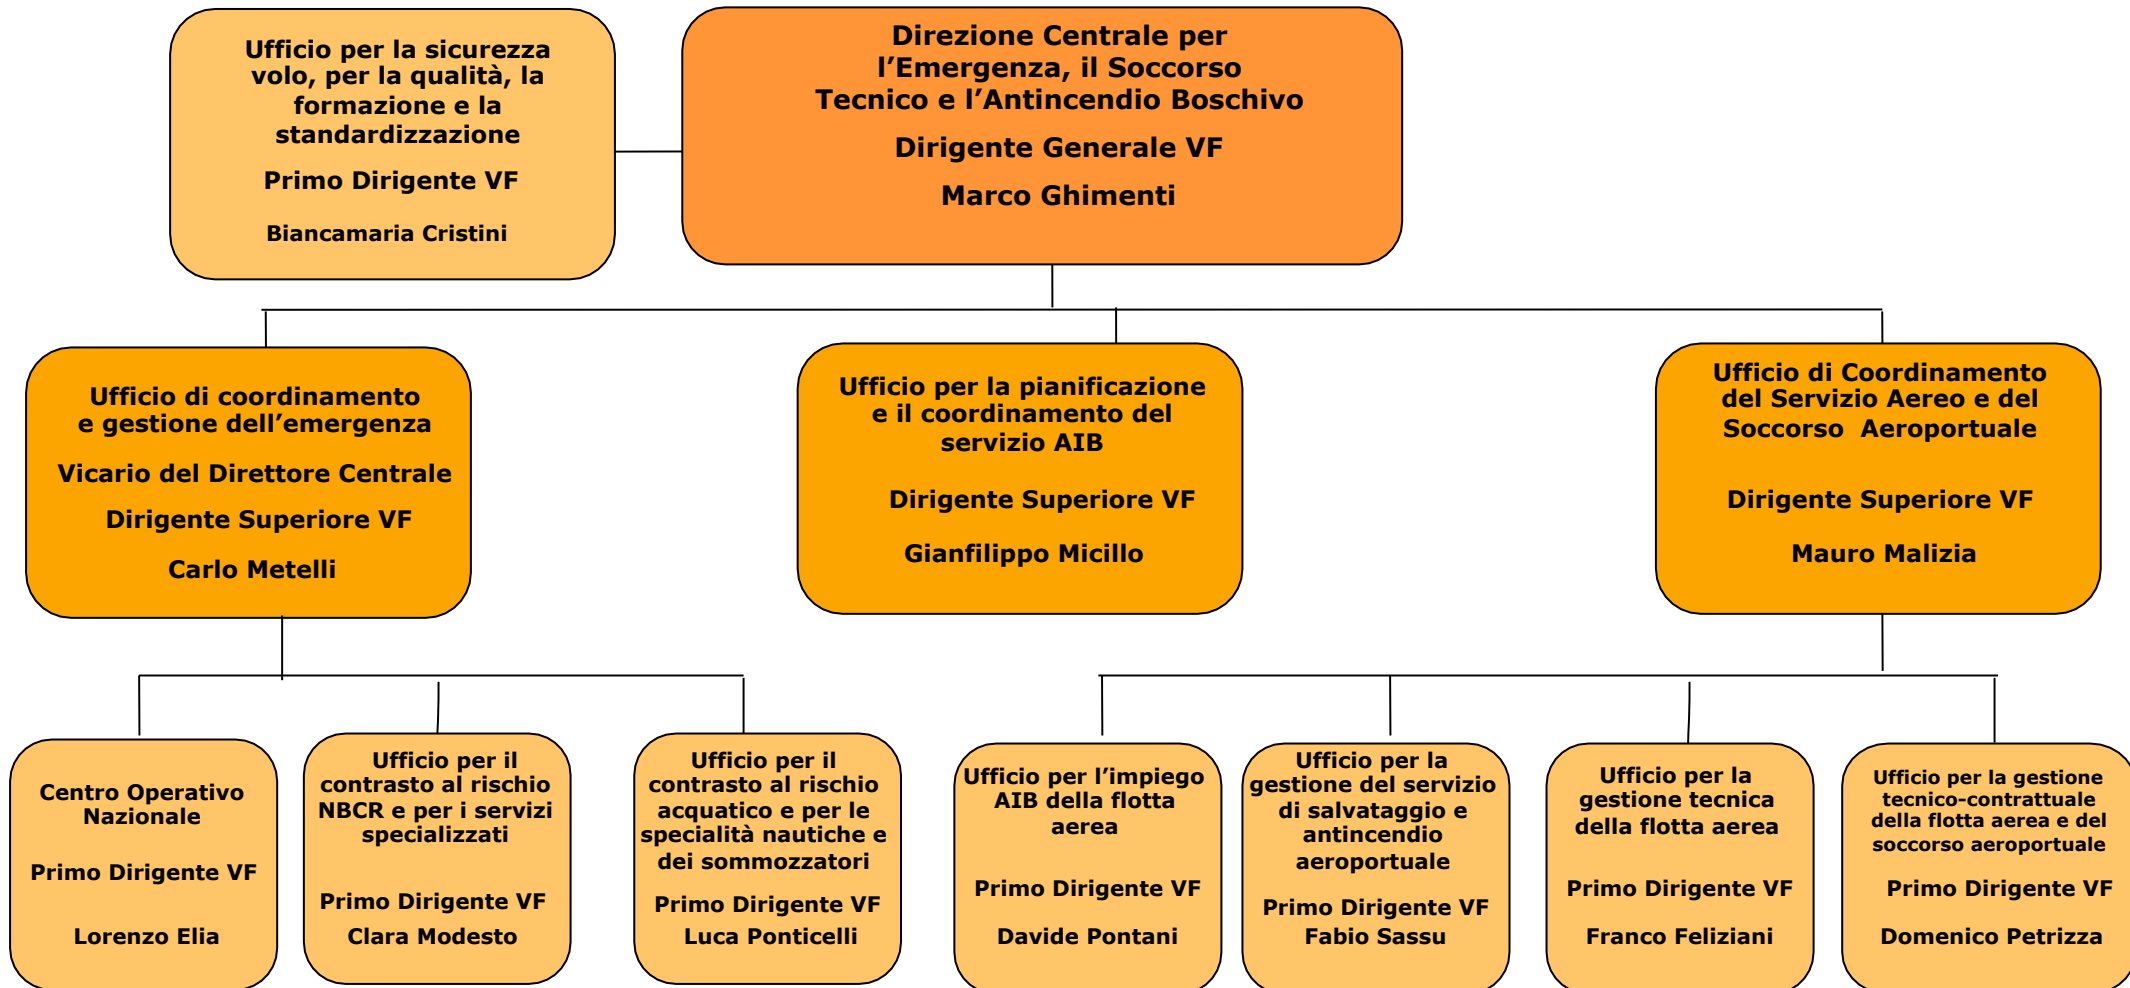 Ufficio per la sicurezza
volo, per la qualità, la
formazione e la
standardizzazione
Primo Dirigente VF
Biancamaria Cristini
Direzione Centrale per
l’Emergenza, il Soccorso
Tecnico e l’Antincendio Boschivo
Dirigente Generale VF
Marco Ghimenti
Ufficio di coordinamento
e gestione dell’emergenza
Vicario del Direttore Centrale
Dirigente Superiore VF
Carlo Metelli
Ufficio per la pianificazione
e il coordinamento del
servizio AIB
Dirigente Superiore VF
Gianfilippo Micillo
Ufficio di Coordinamento
del Servizio Aereo e del
Soccorso Aeroportuale
Dirigente Superiore VF
Mauro Malizia
Centro Operativo
Nazionale
Primo Dirigente VF
Lorenzo Elia
Ufficio per il
contrasto al rischio
NBCR e per i servizi
specializzati
Primo Dirigente VF
Clara Modesto
Ufficio per il
contrasto al rischio
acquatico e per le
specialità nautiche e
dei sommozzatori
Primo Dirigente VF
Luca Ponticelli
Ufficio per l’impiego
AIB della flotta
aerea
Primo Dirigente VF
Davide Pontani
Ufficio per la
gestione del servizio
di salvataggio e
antincendio
aeroportuale
Primo Dirigente VF
Fabio Sassu
Ufficio per la
gestione tecnica
della flotta aerea
Primo Dirigente VF
Franco Feliziani
Ufficio per la gestione
tecnico-contrattuale
della flotta aerea e del
soccorso aeroportuale
Primo Dirigente VF
Domenico Petrizza